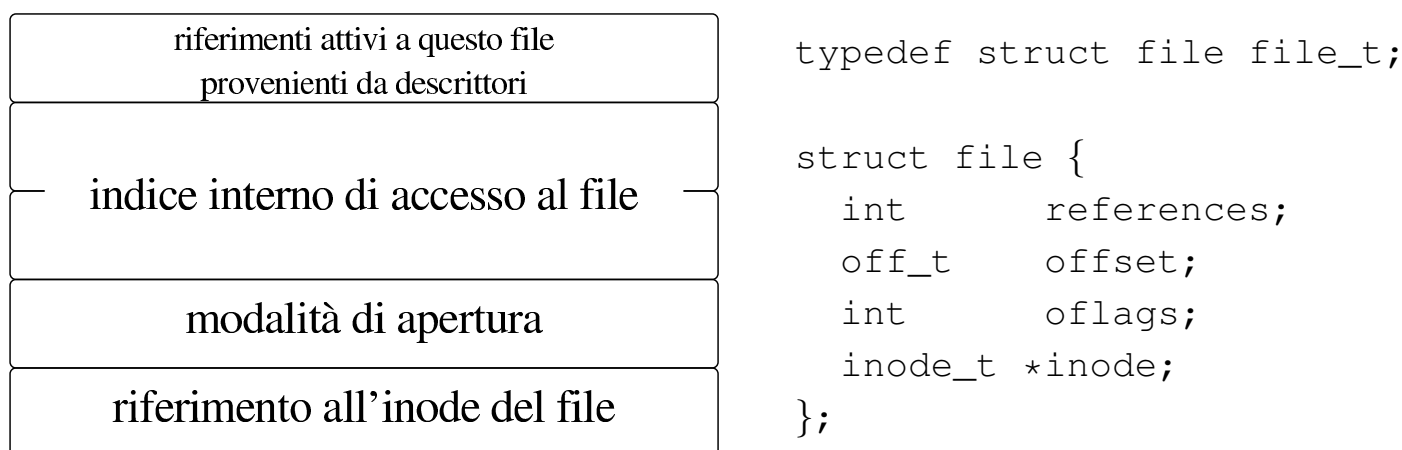 riferimenti attivi a questo file
provenienti da descrittori
indice interno di accesso al file
modalità di apertura
riferimento all’inode del file
typedef struct file file_t;
struct file {
int references;
off_t offset;
int oflags;
inode_t *inode;
};